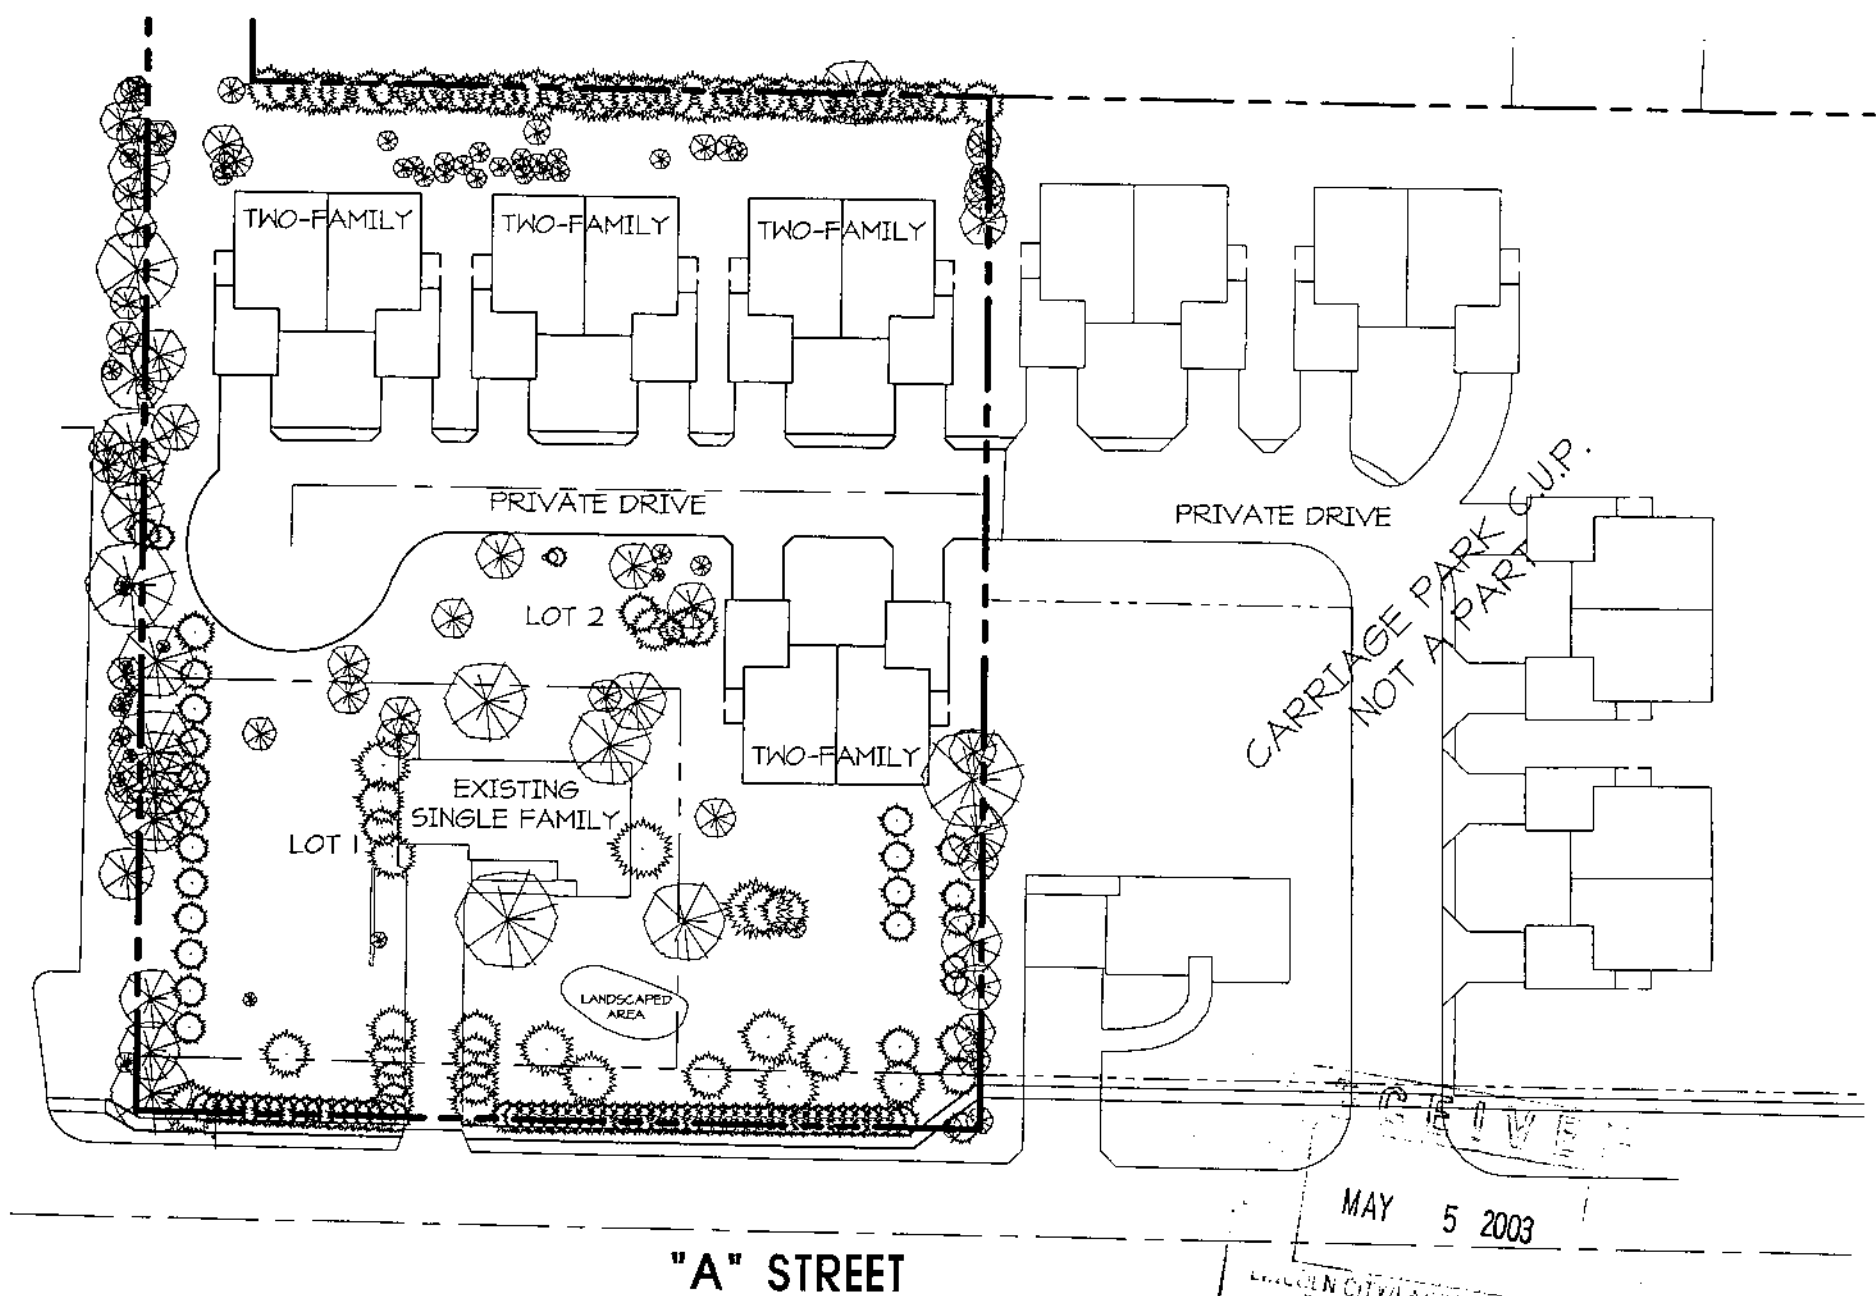 TWO-FAMILY
TWO-FAMILY
TWO-FAMILY
PRIVATE DRIVE
PRIVATE DRIVE
CARRIAGE PARK C.U.P.
NOT A PART
LOT 2
TWO-FAMILY
EXISTING
SINGLE FAMILY
LOT 1
LANDSCAPED
AREA
MAY 5 2003
"A" STREET